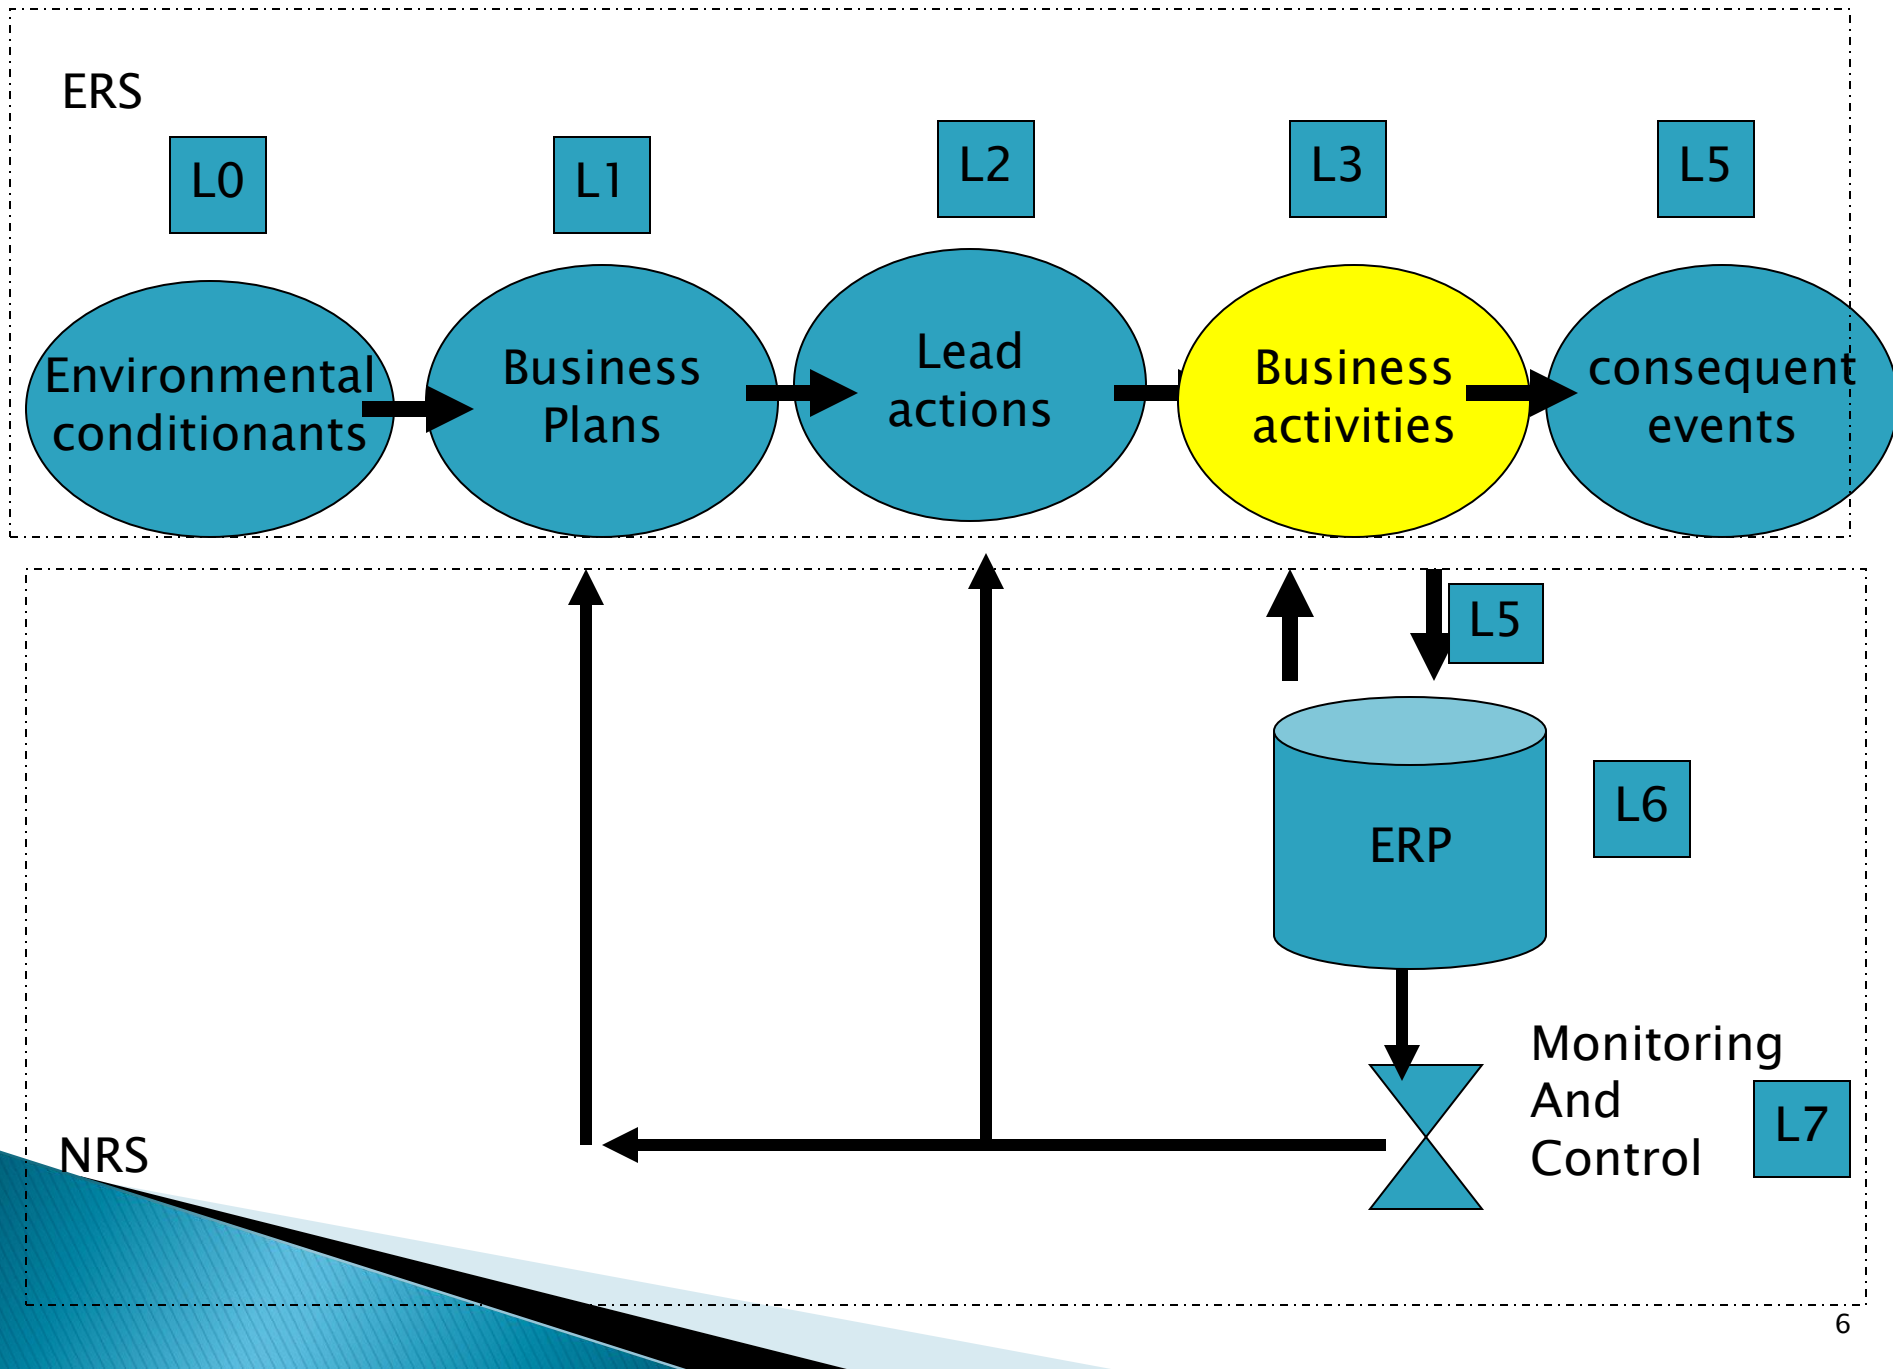 ERS
L0
L1
L2
L3
L5
Environmental
conditionants
Business
Plans
Lead
actions
Business
activities
consequent
events
L5
ERP
L6
Monitoring
And
Control
L7
NRS
6